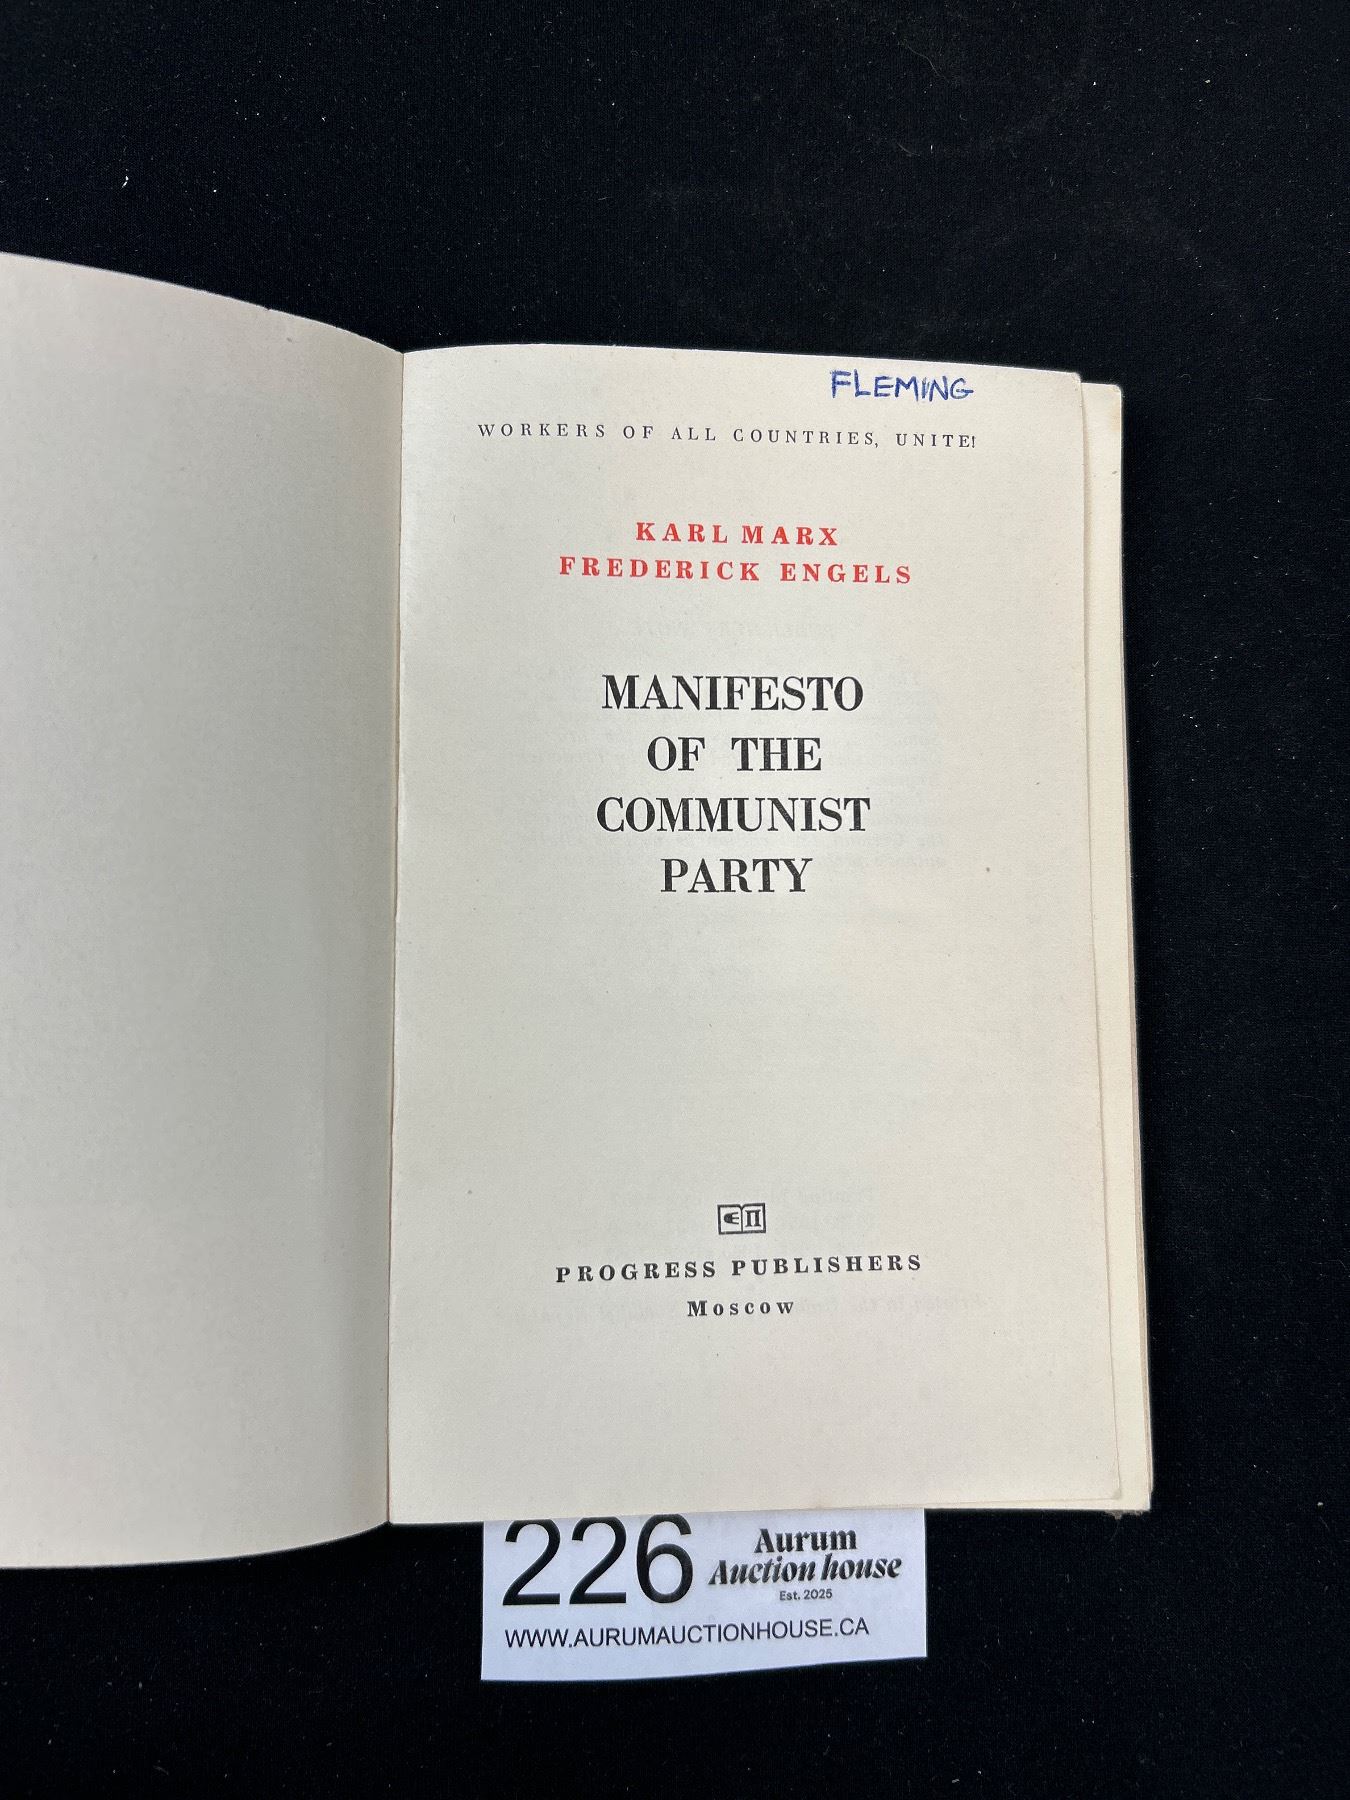 FLEMING
WORKERS OF ALL COUNTRIES, UNITE!
KARL MARX
FREDERICK ENGELS
MANIFESTO
OF THE
COMMUNIST
PARTY
ЄП
PROGRESS PUBLISHERS
Moscow
226
Aurum
Auction house
Est. 2025
WWW.AURUMAUCTIONHOUSE.CA